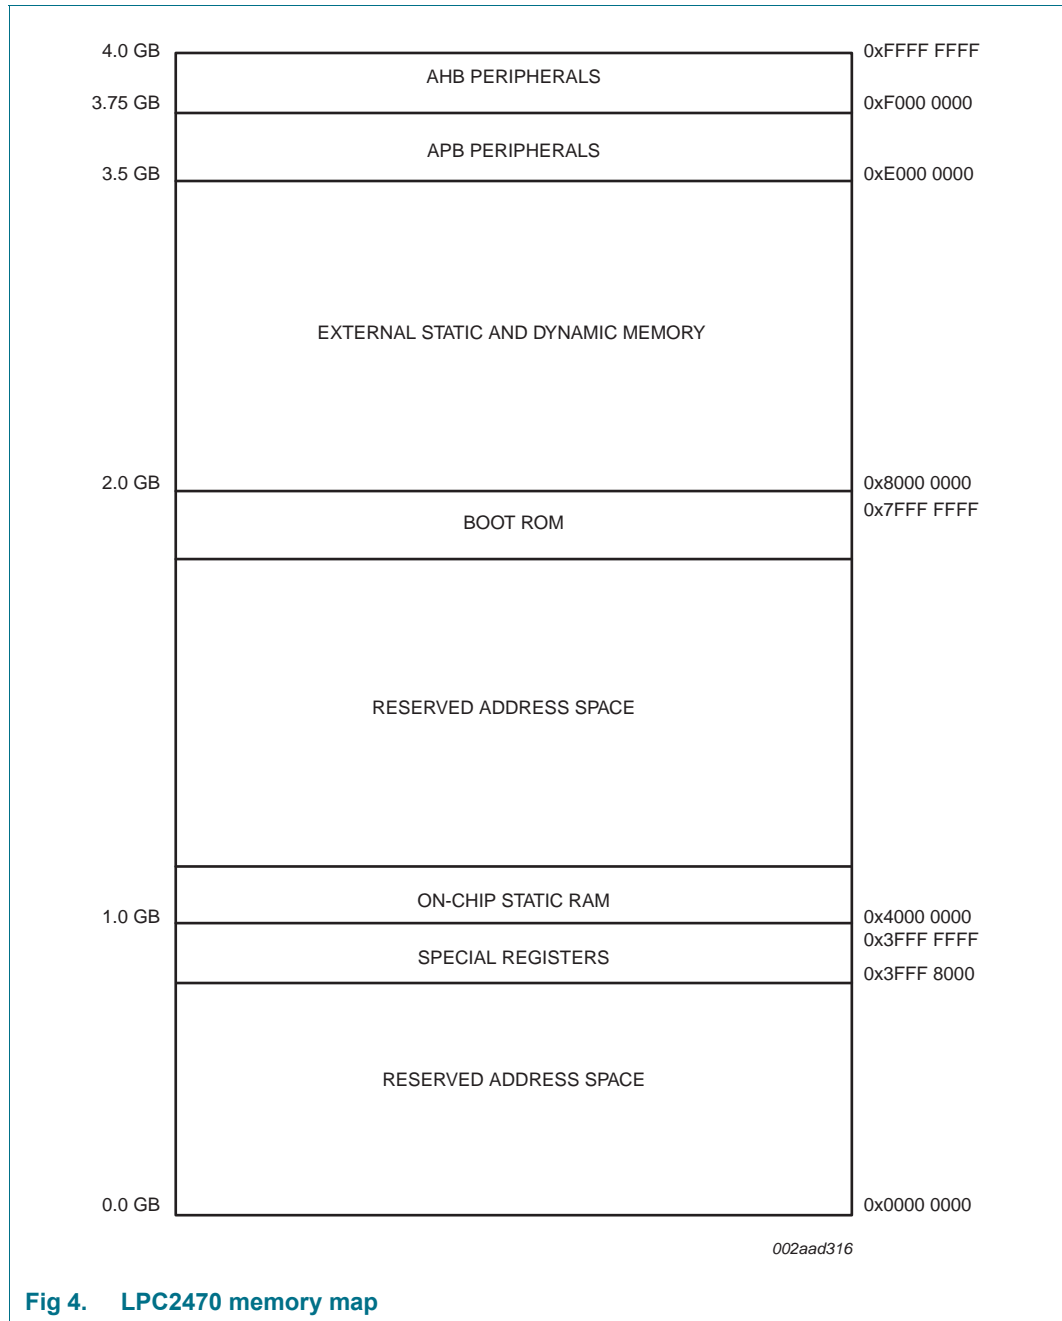 4.0 GB 0xFFFF FFFF
AHB PERIPHERALS
3.75 GB 0xF000 0000
APB PERIPHERALS
3.5 GB 0xE000 0000
EXTERNAL STATIC AND DYNAMIC MEMORY
2.0 GB 0x8000 0000
0x7FFF FFFF
BOOT ROM
RESERVED ADDRESS SPACE
ON-CHIP STATIC RAM
1.0 GB 0x4000 0000
0x3FFF FFFF
SPECIAL REGISTERS
0x3FFF 8000
RESERVED ADDRESS SPACE
0.0 GB 0x0000 0000
002aad316
Fig 4. LPC2470 memory map